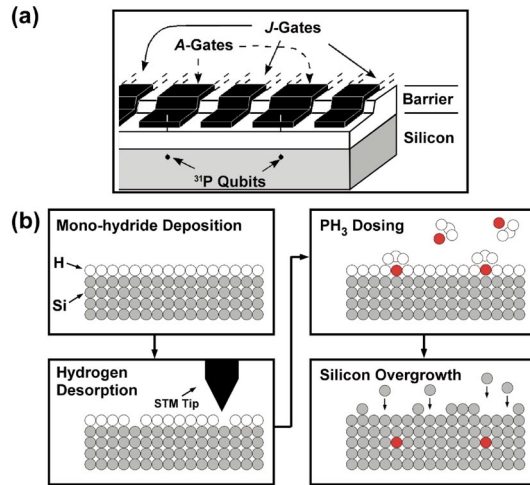 (a)
J-Gates
A-Gates
Barrier
Silicon
³¹P Qubits
(b)
Mono-hydride Deposition
H
Si
Hydrogen
Desorption
STM Tip
PH₃ Dosing
Silicon Overgrowth